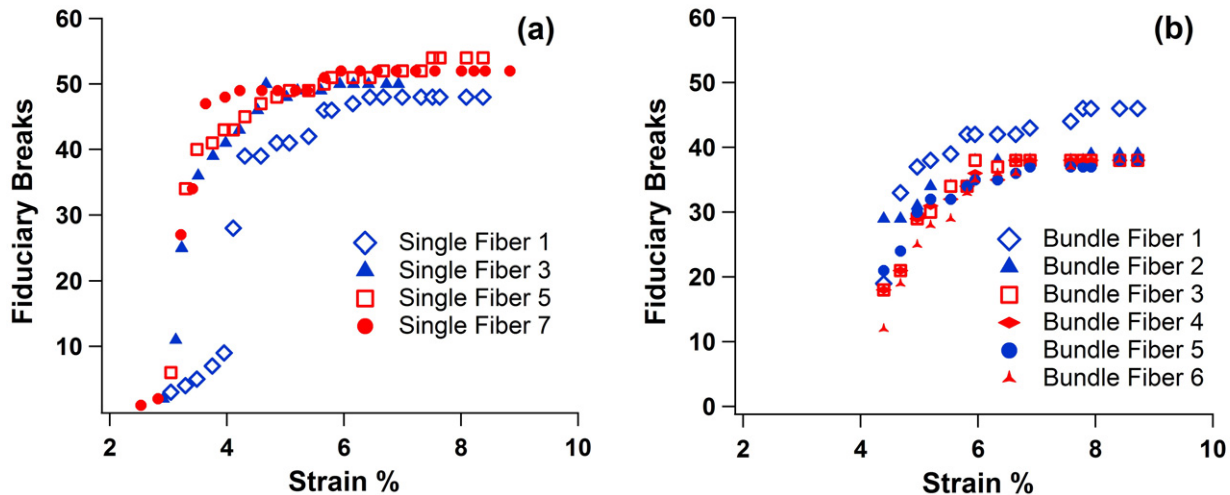 (a)
Fiduciary Breaks
60
50
40
30
20
10
Single Fiber 1
Single Fiber 3
Single Fiber 5
Single Fiber 7
2
4
6
8
10
Strain %
(b)
Fiduciary Breaks
60
50
40
30
20
10
0
Bundle Fiber 1
Bundle Fiber 2
Bundle Fiber 3
Bundle Fiber 4
Bundle Fiber 5
Bundle Fiber 6
2
4
6
8
10
Strain %